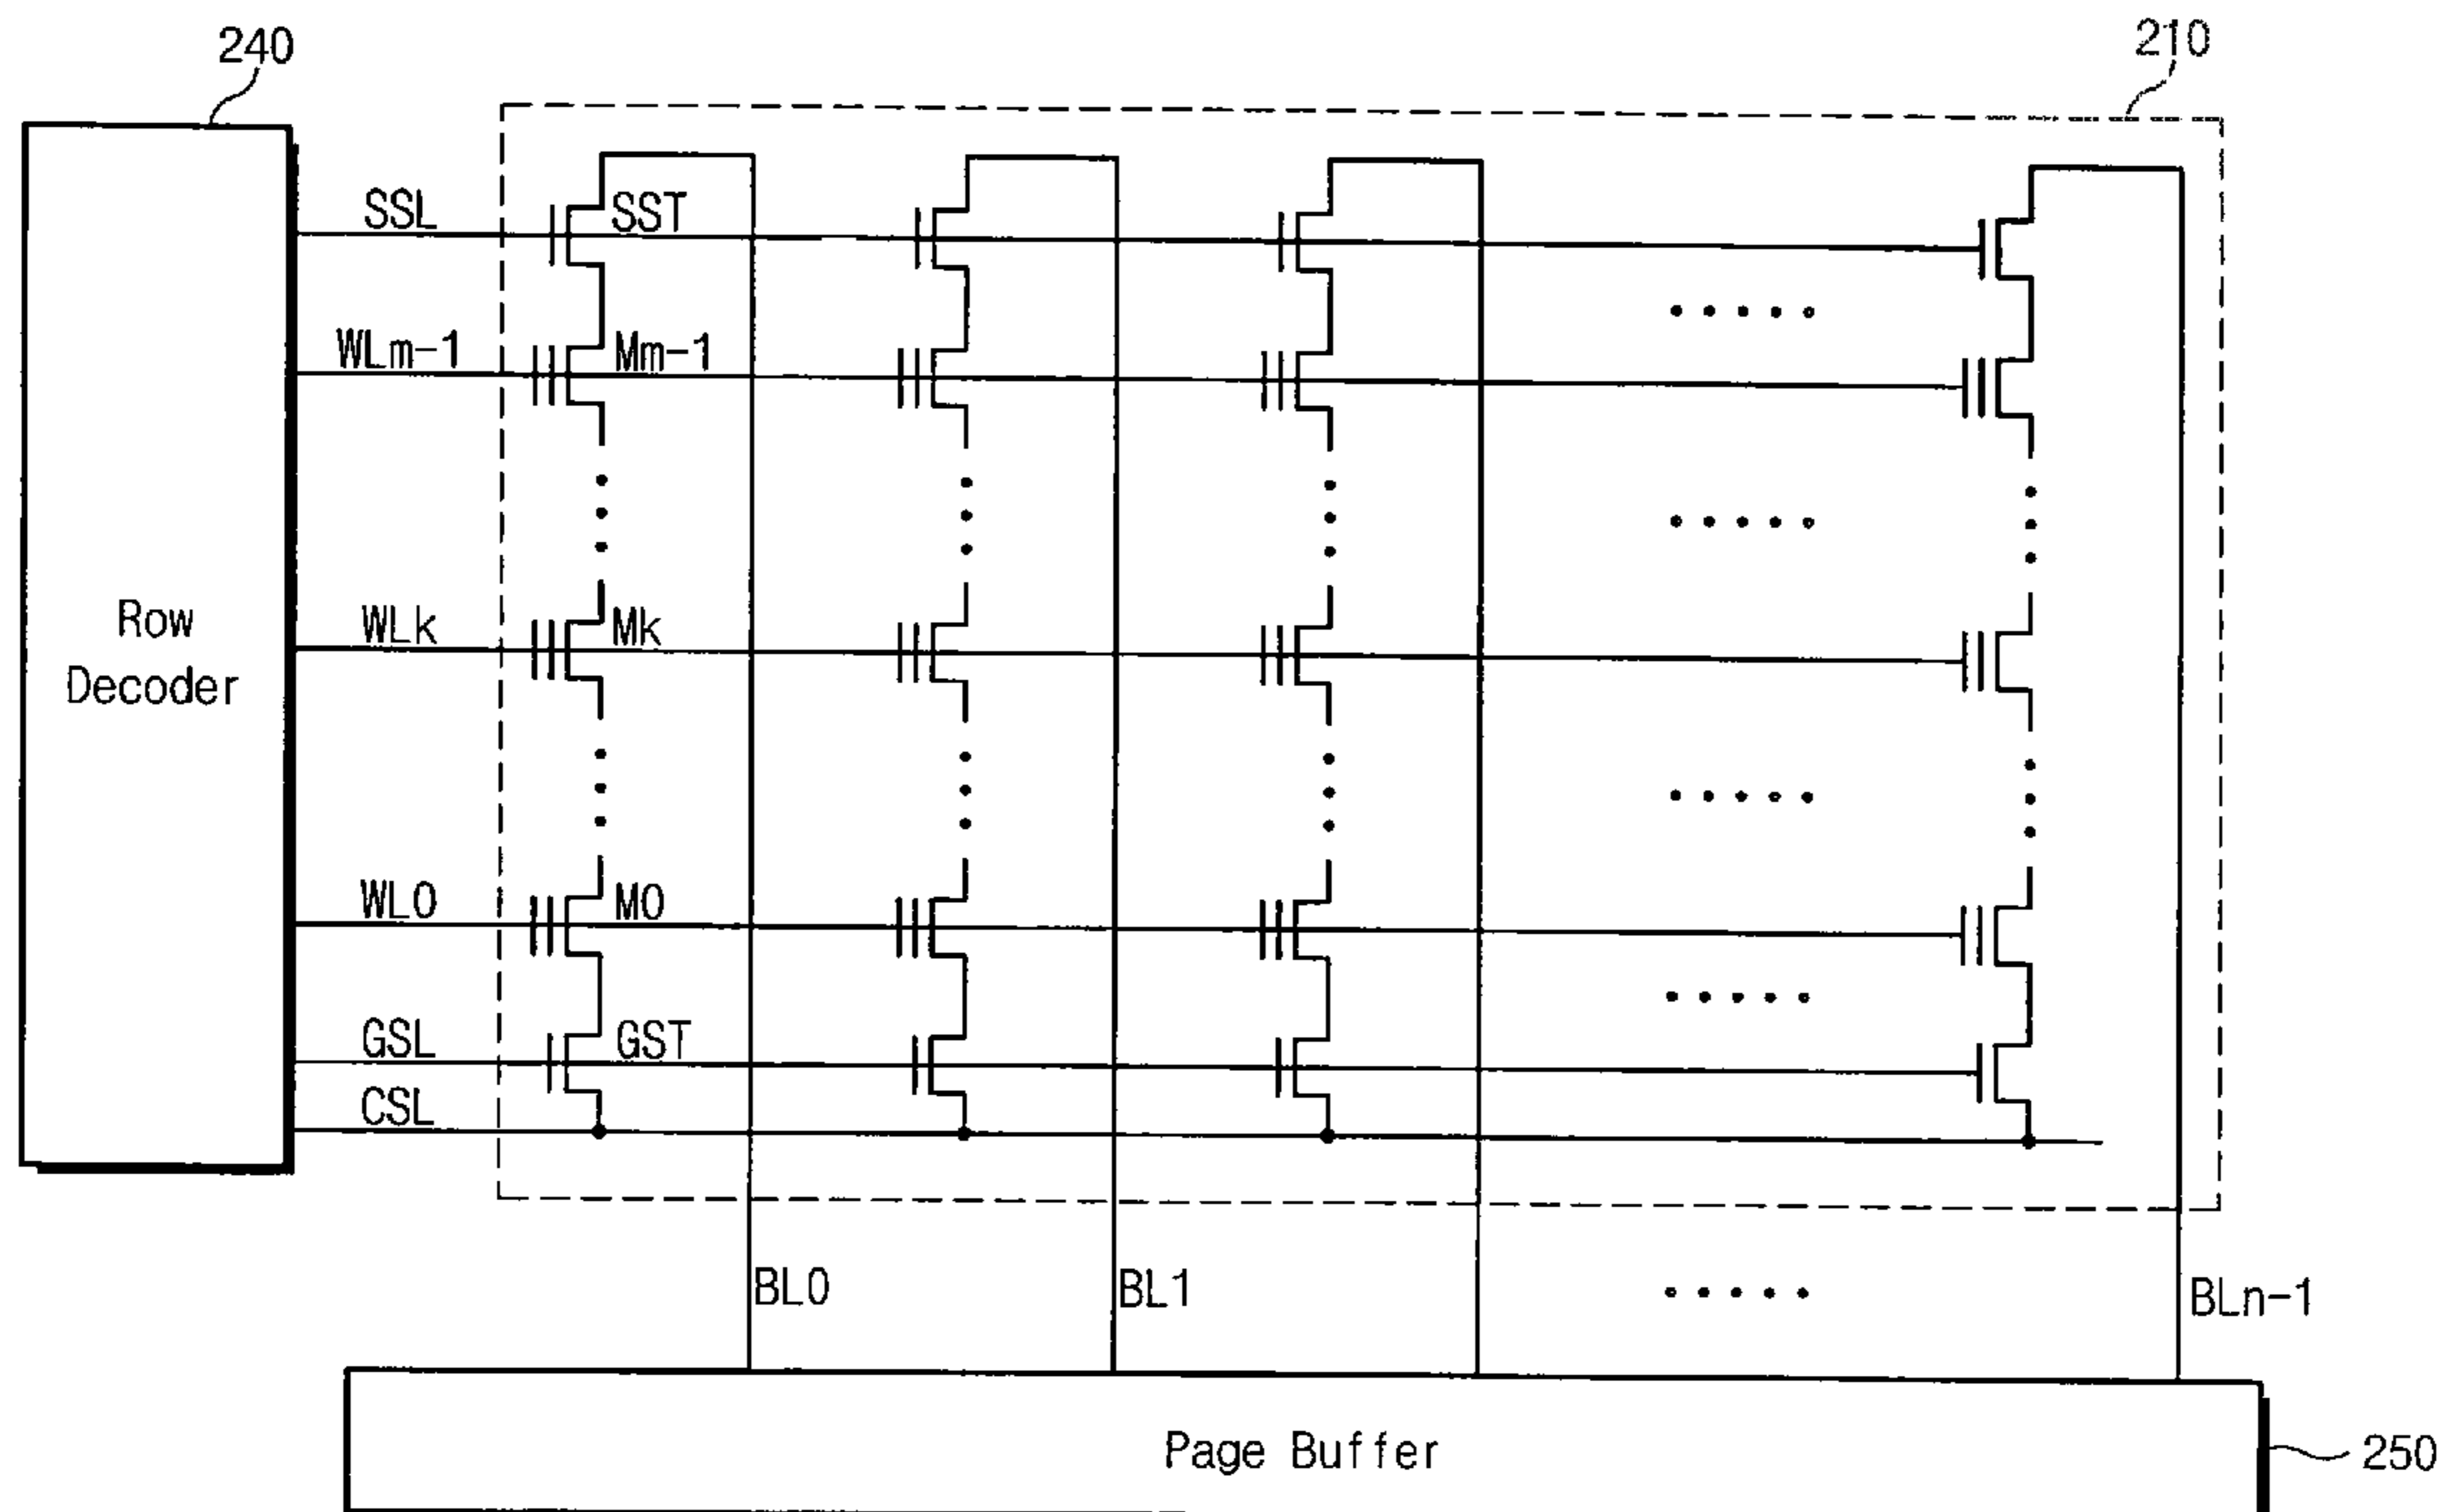 240
210
SSL
SST
WLm-1
Mm-1
WLk
Mk
Row
Decoder
WL0
M0
GSL
GST
CSL
BL0
BL1
BLn-1
Page Buffer
250